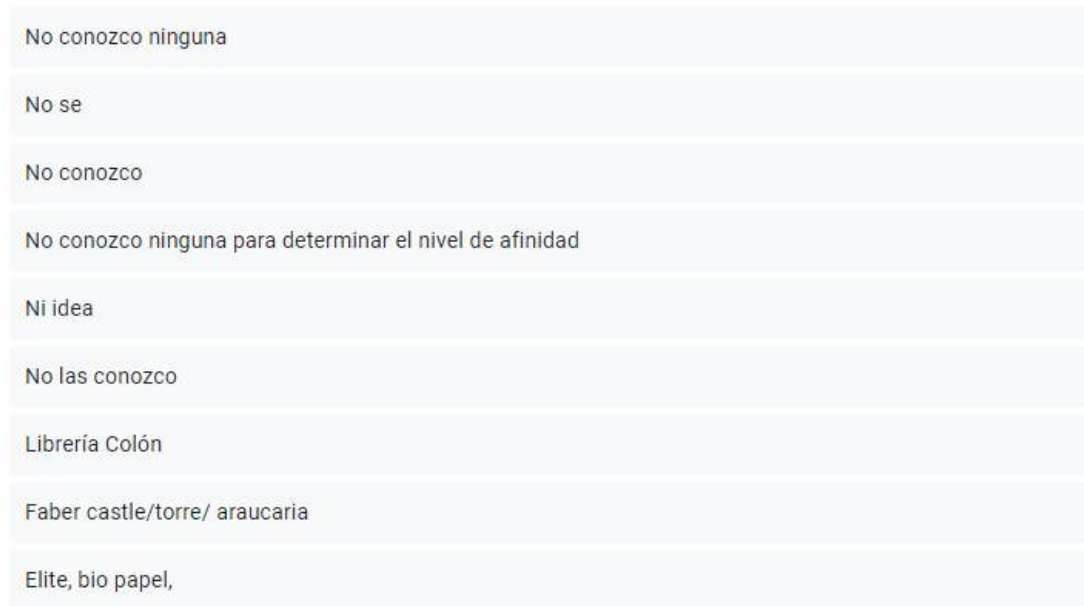 No conozco ninguna
No se
No conozco
No conozco ninguna para determinar el nivel de afinidad
Ni idea
No las conozco
Librería Colón
Faber castle/torre/ araucaria
Elite, bio papel,